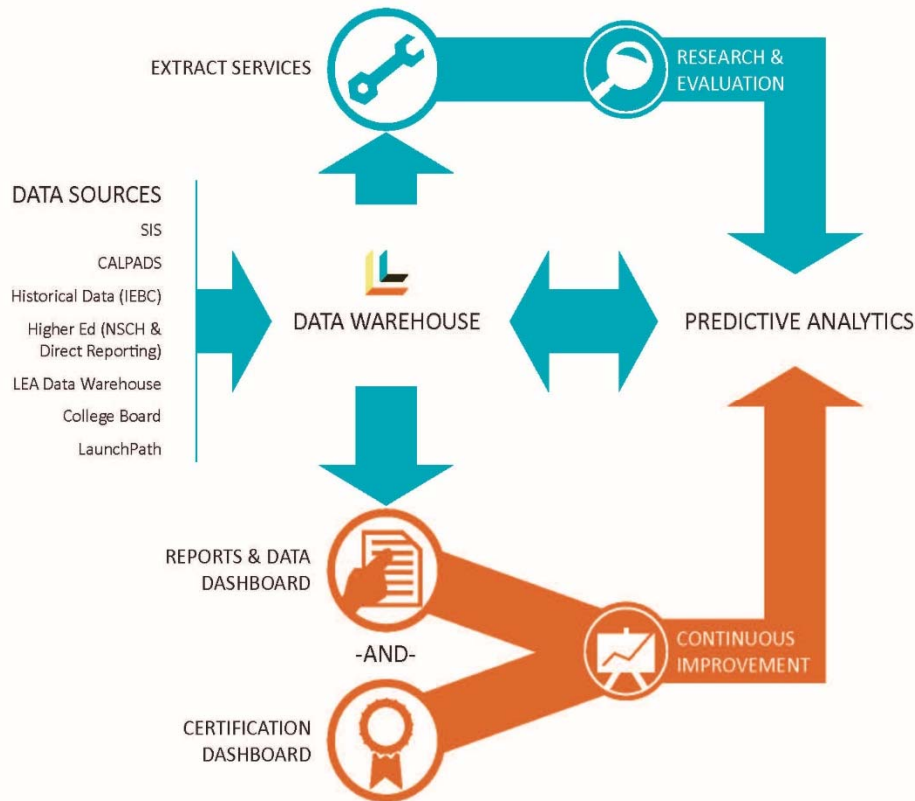 EXTRACT SERVICES
RESEARCH &
EVALUATION
DATA SOURCES
SIS
CALPADS
Historical Data (IEBC)
Higher Ed (NSCH &
Direct Reporting)
LEA Data Warehouse
College Board
LaunchPath
DATA WAREHOUSE
PREDICTIVE ANALYTICS
REPORTS & DATA
DASHBOARD
-AND-
CERTIFICATION
DASHBOARD
CONTINUOUS
IMPROVEMENT